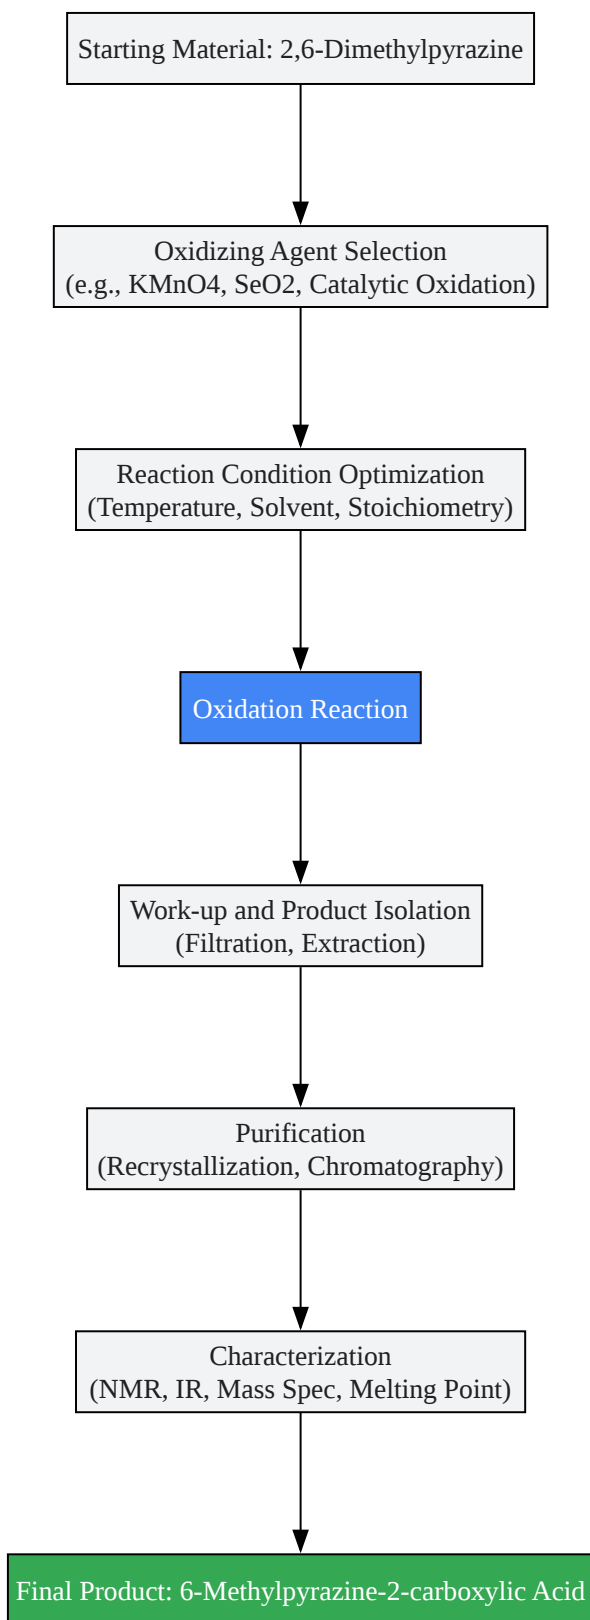 Starting Material: 2,6-Dimethylpyrazine
Oxidizing Agent Selection
(e.g., KMnO4, SeO2, Catalytic Oxidation)
Reaction Condition Optimization
(Temperature, Solvent, Stoichiometry)
Oxidation Reaction
Work-up and Product Isolation
(Filtration, Extraction)
Purification
(Recrystallization, Chromatography)
Characterization
(NMR, IR, Mass Spec, Melting Point)
Final Product: 6-Methylpyrazine-2-carboxylic Acid